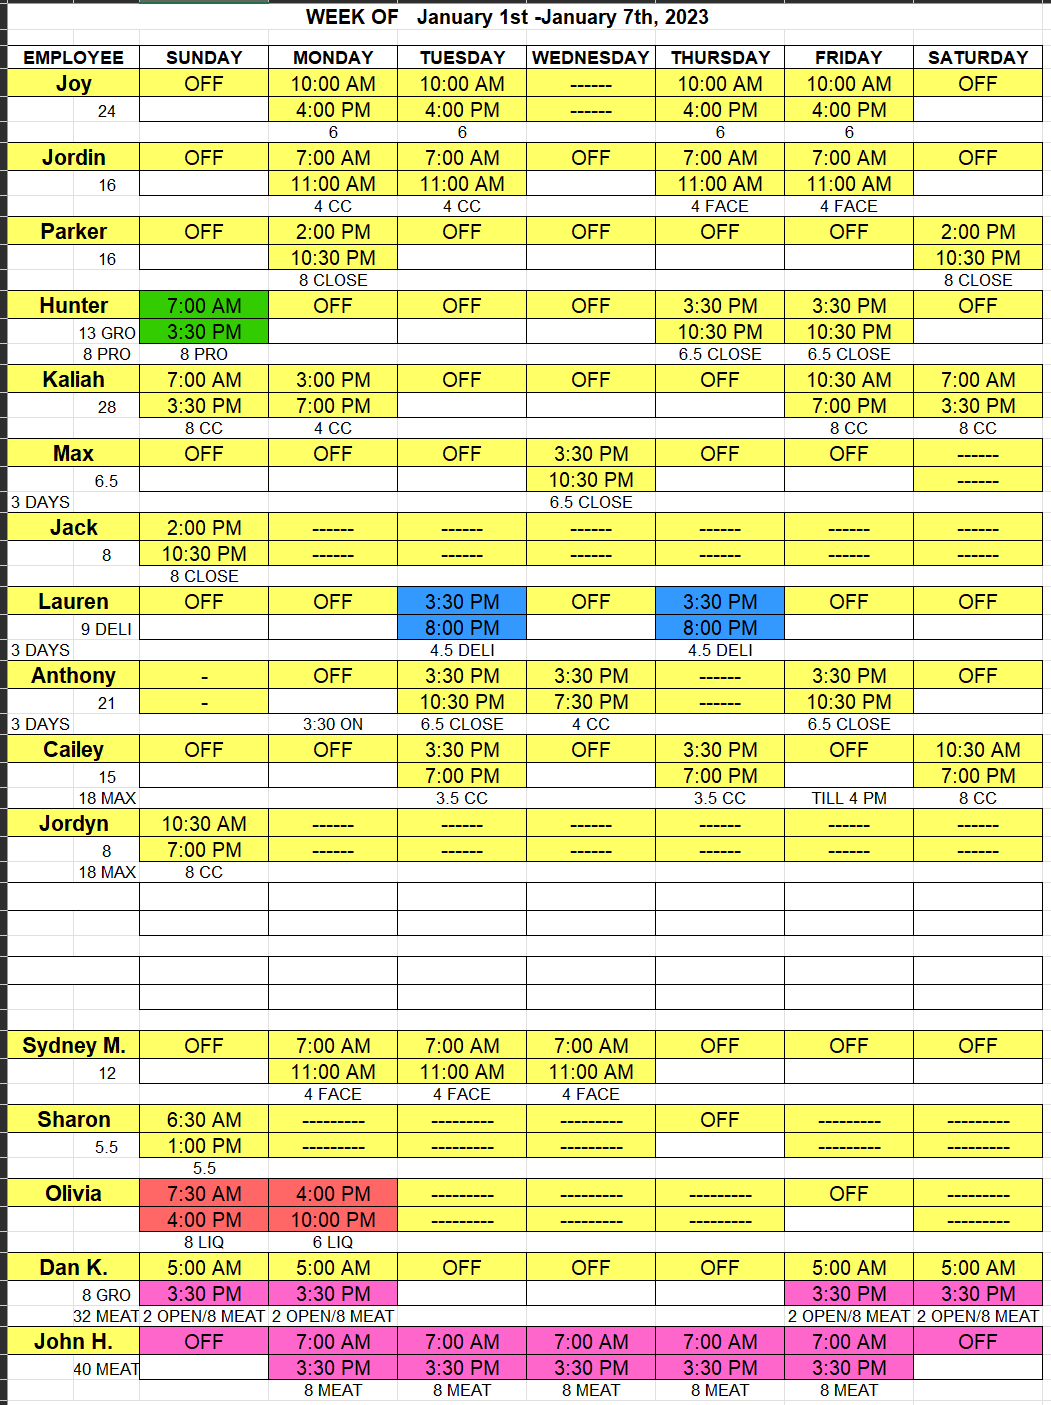 WEEK OF January 1st -January 7th, 2023
EMPLOYEE SUNDAY MONDAY TUESDAY WEDNESDAY THURSDAY FRIDAY SATURDAY
Joy OFF 10:00 AM 10:00 AM ------ 10:00 AM 10:00 AM OFF
24 4:00 PM 4:00 PM ------ 4:00 PM 4:00 PM
6 6 6 6
Jordin OFF 7:00 AM 7:00 AM OFF 7:00 AM 7:00 AM OFF
16 11:00 AM 11:00 AM 11:00 AM 11:00 AM
4 CC 4 CC 4 FACE 4 FACE
Parker OFF 2:00 PM OFF OFF OFF OFF 2:00 PM
16 10:30 PM 10:30 PM
8 CLOSE 8 CLOSE
Hunter 7:00 AM OFF OFF OFF 3:30 PM 3:30 PM OFF
13 GRO 3:30 PM 10:30 PM 10:30 PM
8 PRO 8 PRO 6.5 CLOSE 6.5 CLOSE
Kaliah 7:00 AM 3:00 PM OFF OFF OFF 10:30 AM 7:00 AM
28 3:30 PM 7:00 PM 7:00 PM 3:30 PM
8 CC 4 CC 8 CC 8 CC
Max OFF OFF OFF 3:30 PM OFF OFF ------
6.5 10:30 PM ------
3 DAYS 6.5 CLOSE
Jack 2:00 PM ------ ------ ------ ------ ------ ------
8 10:30 PM ------ ------ ------ ------ ------ ------
8 CLOSE
Lauren OFF OFF 3:30 PM OFF 3:30 PM OFF OFF
9 DELI 8:00 PM 8:00 PM
3 DAYS 4.5 DELI 4.5 DELI
Anthony - OFF 3:30 PM 3:30 PM ------ 3:30 PM OFF
21 - 10:30 PM 7:30 PM ------ 10:30 PM
3 DAYS 3:30 ON 6.5 CLOSE 4 CC 6.5 CLOSE
Cailey OFF OFF 3:30 PM OFF 3:30 PM OFF 10:30 AM
15 7:00 PM 7:00 PM 7:00 PM
18 MAX 3.5 CC 3.5 CC TILL 4 PM 8 CC
Jordyn 10:30 AM ------ ------ ------ ------ ------ ------
8 7:00 PM ------ ------ ------ ------ ------ ------
18 MAX 8 CC
Sydney M. OFF 7:00 AM 7:00 AM 7:00 AM OFF OFF OFF
12 11:00 AM 11:00 AM 11:00 AM
4 FACE 4 FACE 4 FACE
Sharon 6:30 AM --------- --------- --------- OFF --------- ---------
5.5 1:00 PM --------- --------- --------- --------- ---------
5.5
Olivia 7:30 AM 4:00 PM --------- --------- --------- OFF ---------
4:00 PM 10:00 PM --------- --------- --------- ---------
8 LIQ 6 LIQ
Dan K. 5:00 AM 5:00 AM OFF OFF OFF 5:00 AM 5:00 AM
8 GRO 3:30 PM 3:30 PM 3:30 PM 3:30 PM
32 MEAT 2 OPEN/8 MEAT 2 OPEN/8 MEAT 2 OPEN/8 MEAT 2 OPEN/8 MEAT
John H. OFF 7:00 AM 7:00 AM 7:00 AM 7:00 AM 7:00 AM OFF
40 MEAT 3:30 PM 3:30 PM 3:30 PM 3:30 PM 3:30 PM
8 MEAT 8 MEAT 8 MEAT 8 MEAT 8 MEAT